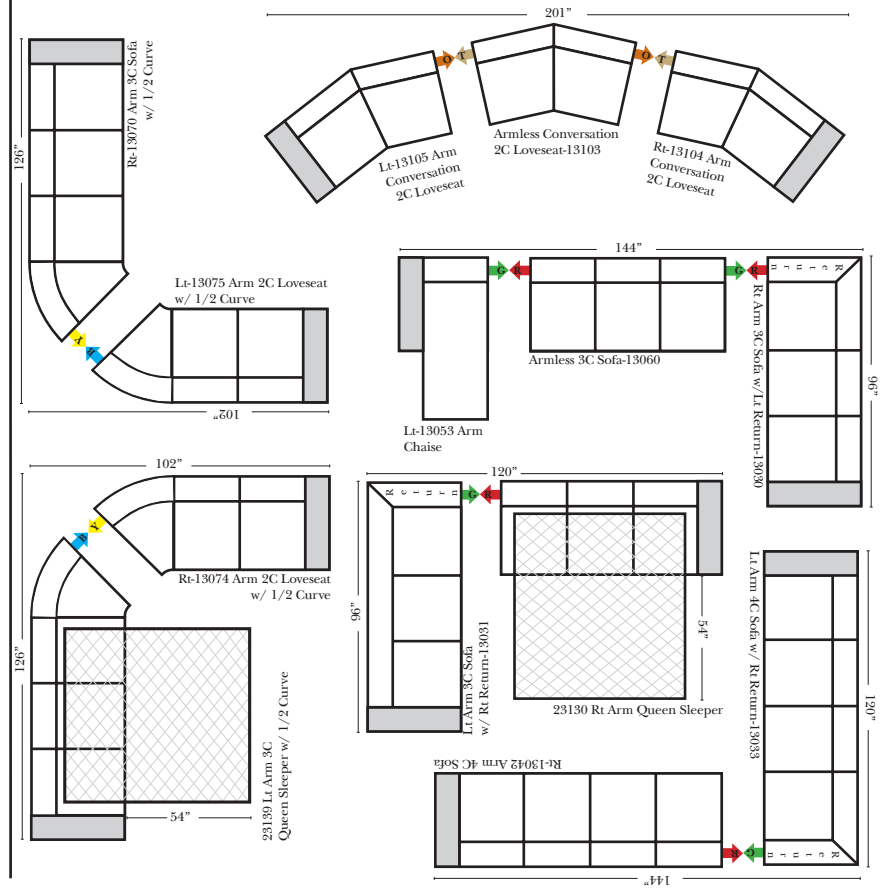 201”
126”
Rt-13070 Arm 3C Sofa
w/ 1/2 Curve
O T
O T
Lt-13105 Arm
Conversation
2C Loveseat
Armless Conversation
2C Loveseat-13103
Rt-13104 Arm
Conversation
2C Loveseat
Lt-13075 Arm 2C Loveseat
w/ 1/2 Curve
Y
B
102”
144”
G R
G R
Return
Armless 3C Sofa-13060
Lt-13053 Arm
Chaise
Rt Arm 3C Sofa w/Lt Return-13030
96”
102”
B Y
Rt-13074 Arm 2C Loveseat
w/ 1/2 Curve
126”
54”
23139 Lt Arm 3C
Queen Sleeper w/ 1/2 Curve
120”
Return
G R
96”
Lt Arm 3C Sofa
w/ Rt Return-13031
54”
23130 Rt Arm Queen Sleeper
Lt Arm 4C Sofa w/ Rt Return-13033
120”
Rt-13042 Arm 4C Sofa
R G
Return
144”